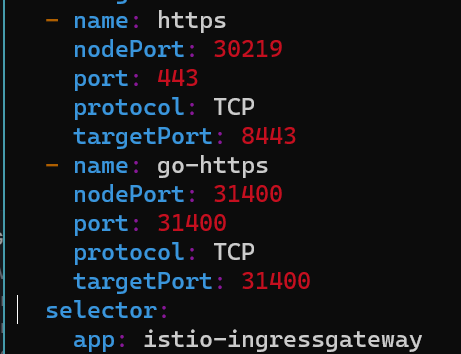 - name: https
nodePort: 30219
port: 443
protocol: TCP
targetPort: 8443
- name: go-https
nodePort: 31400
port: 31400
protocol: TCP
targetPort: 31400
selector:
app: istio-ingressgateway